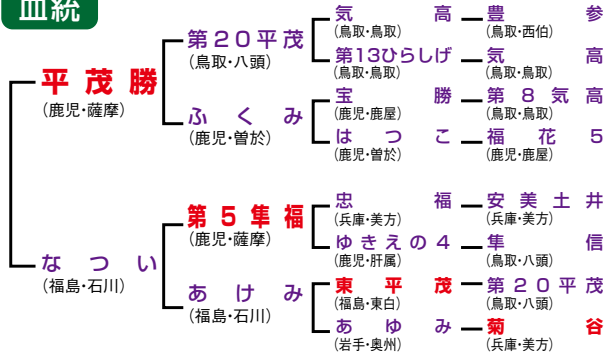 血統
気高 豊参
(鳥取・鳥取) (鳥取・西伯)
第20平茂
(鳥取・八頭)
第13ひらしげ 気高
(鳥取・鳥取) (鳥取・鳥取)
平茂勝
(鹿児・薩摩)
宝勝 第8気高
(鹿児・鹿屋) (鳥取・鳥取)
ふくみ
(鹿児・曽於)
はつこ 福花5
(鹿児・曽於) (鹿児・鹿屋)
忠福 安美土井
(兵庫・美方) (兵庫・美方)
第5隼福
(鹿児・薩摩)
ゆきえの4 隼信
(鹿児・肝属) (鳥取・八頭)
なつい
(福島・石川)
東平茂 第20平茂
(福島・東白) (鳥取・八頭)
あけみ
(福島・石川)
あゆみ 菊谷
(岩手・奥州) (兵庫・美方)